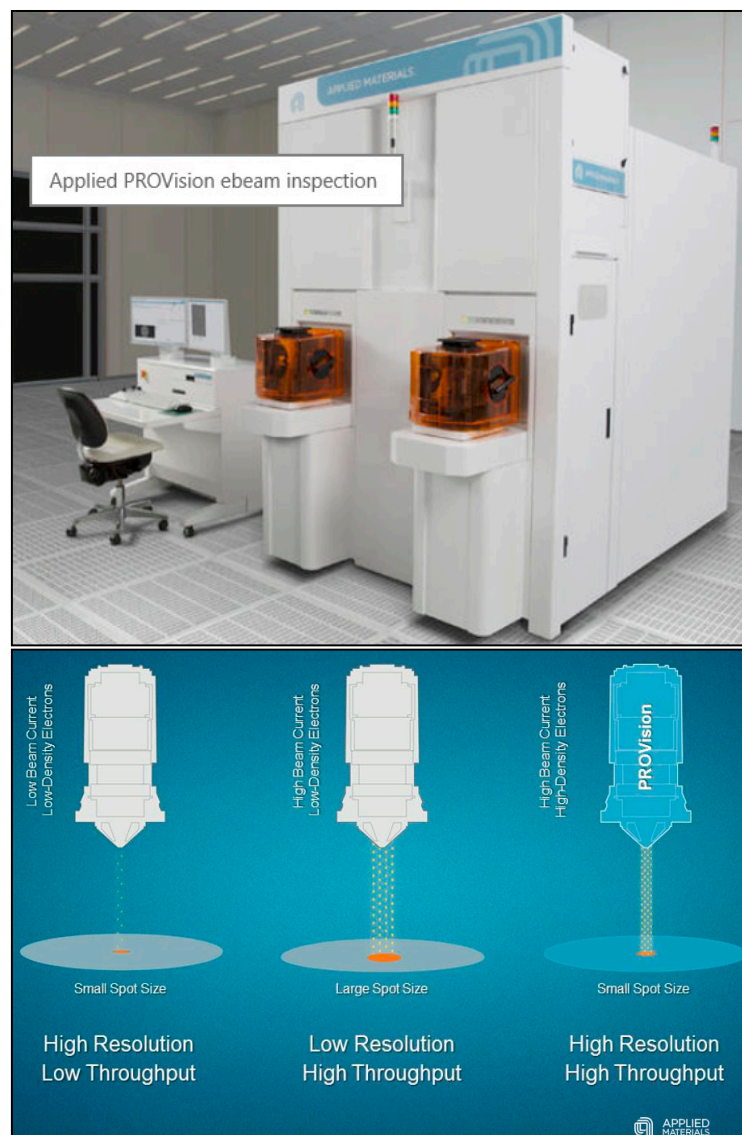 APPLIED MATERIALS
Applied PROVision ebeam inspection
Low Beam Current
Low-Density Electrons
High Beam Current
Low-Density Electrons
High Beam Current
High-Density Electrons
PROVision
Small Spot Size
Large Spot Size
Small Spot Size
High Resolution
Low Throughput
Low Resolution
High Throughput
High Resolution
High Throughput
APPLIED
MATERIALS